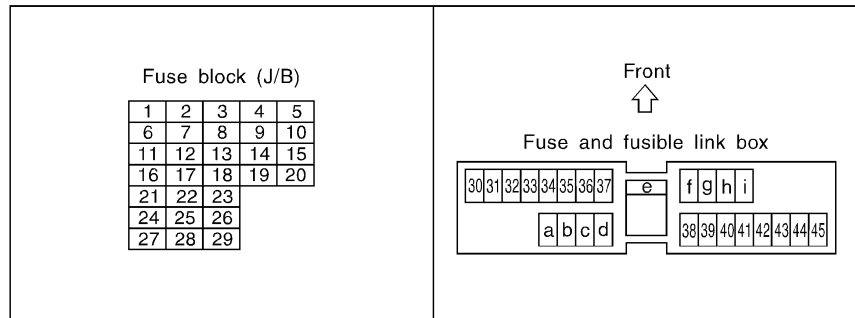 Fuse block (J/B)
1 2 3 4 5
6 7 8 9 10
11 12 13 14 15
16 17 18 19 20
21 22 23
24 25 26
27 28 29
Front
Fuse and fusible link box
30 31 32 33 34 35 36 37 e f g h i
a b c d 38 39 40 41 42 43 44 45